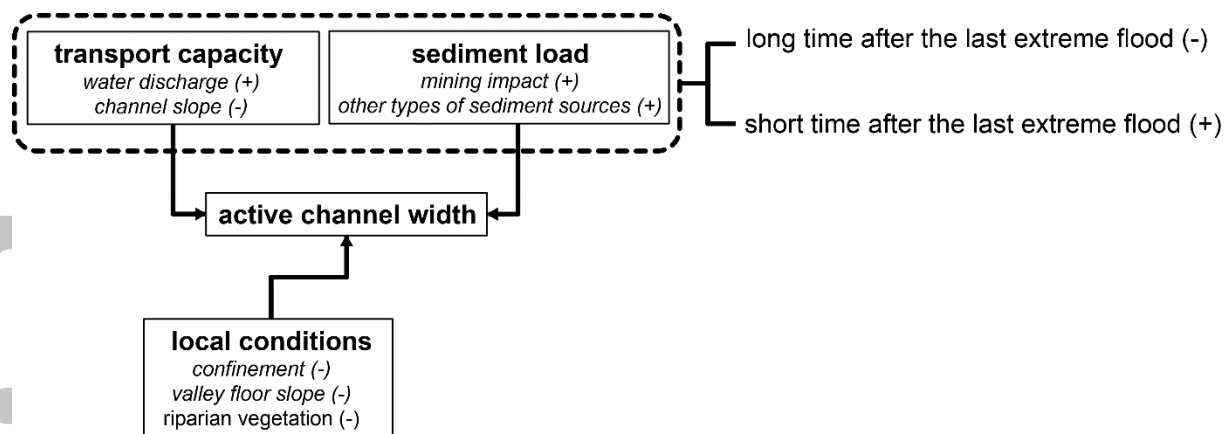 transport capacity
water discharge (+)
channel slope (-)
sediment load
mining impact (+)
other types of sediment sources (+)
long time after the last extreme flood (-)
short time after the last extreme flood (+)
active channel width
local conditions
confinement (-)
valley floor slope (-)
riparian vegetation (-)